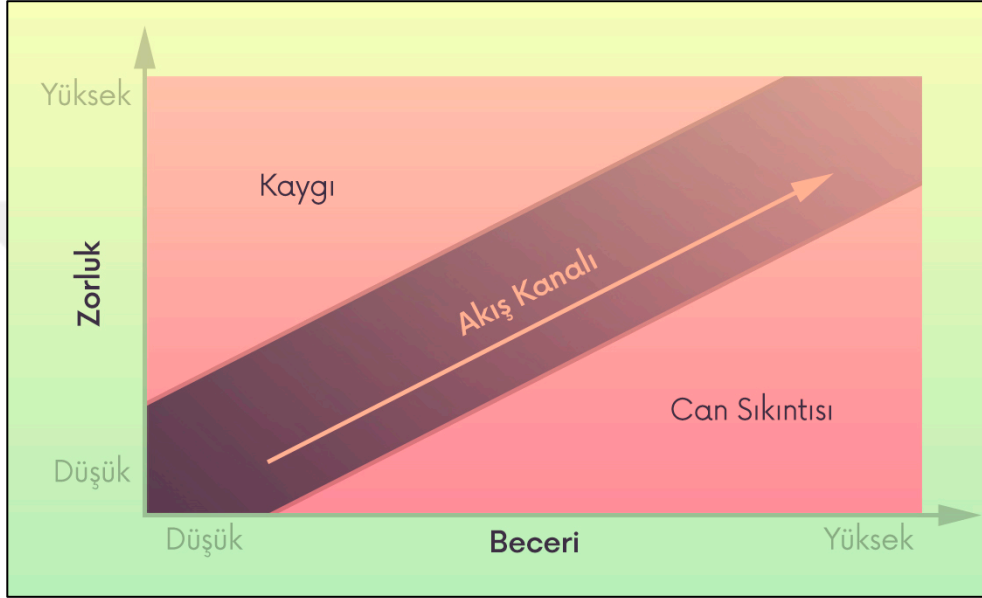 Yüksek
Kaygı
Zorluk
Akış Kanalı
Can Sıkıntısı
Düşük
Düşük
Beceri
Yüksek